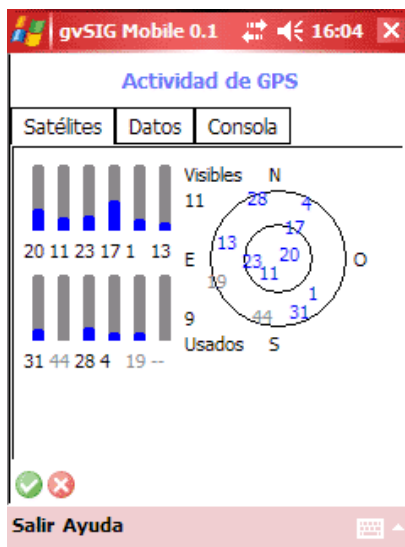 gvSIG Mobile 0.1 16:04
Actividad de GPS
Satélites Datos Consola
Visibles N
11
28 4
17
20 11 23 17 1 13
E 13 23 20 O
11
19
1
9 44 31
Usados S
31 44 28 4 19 --
Salir Ayuda